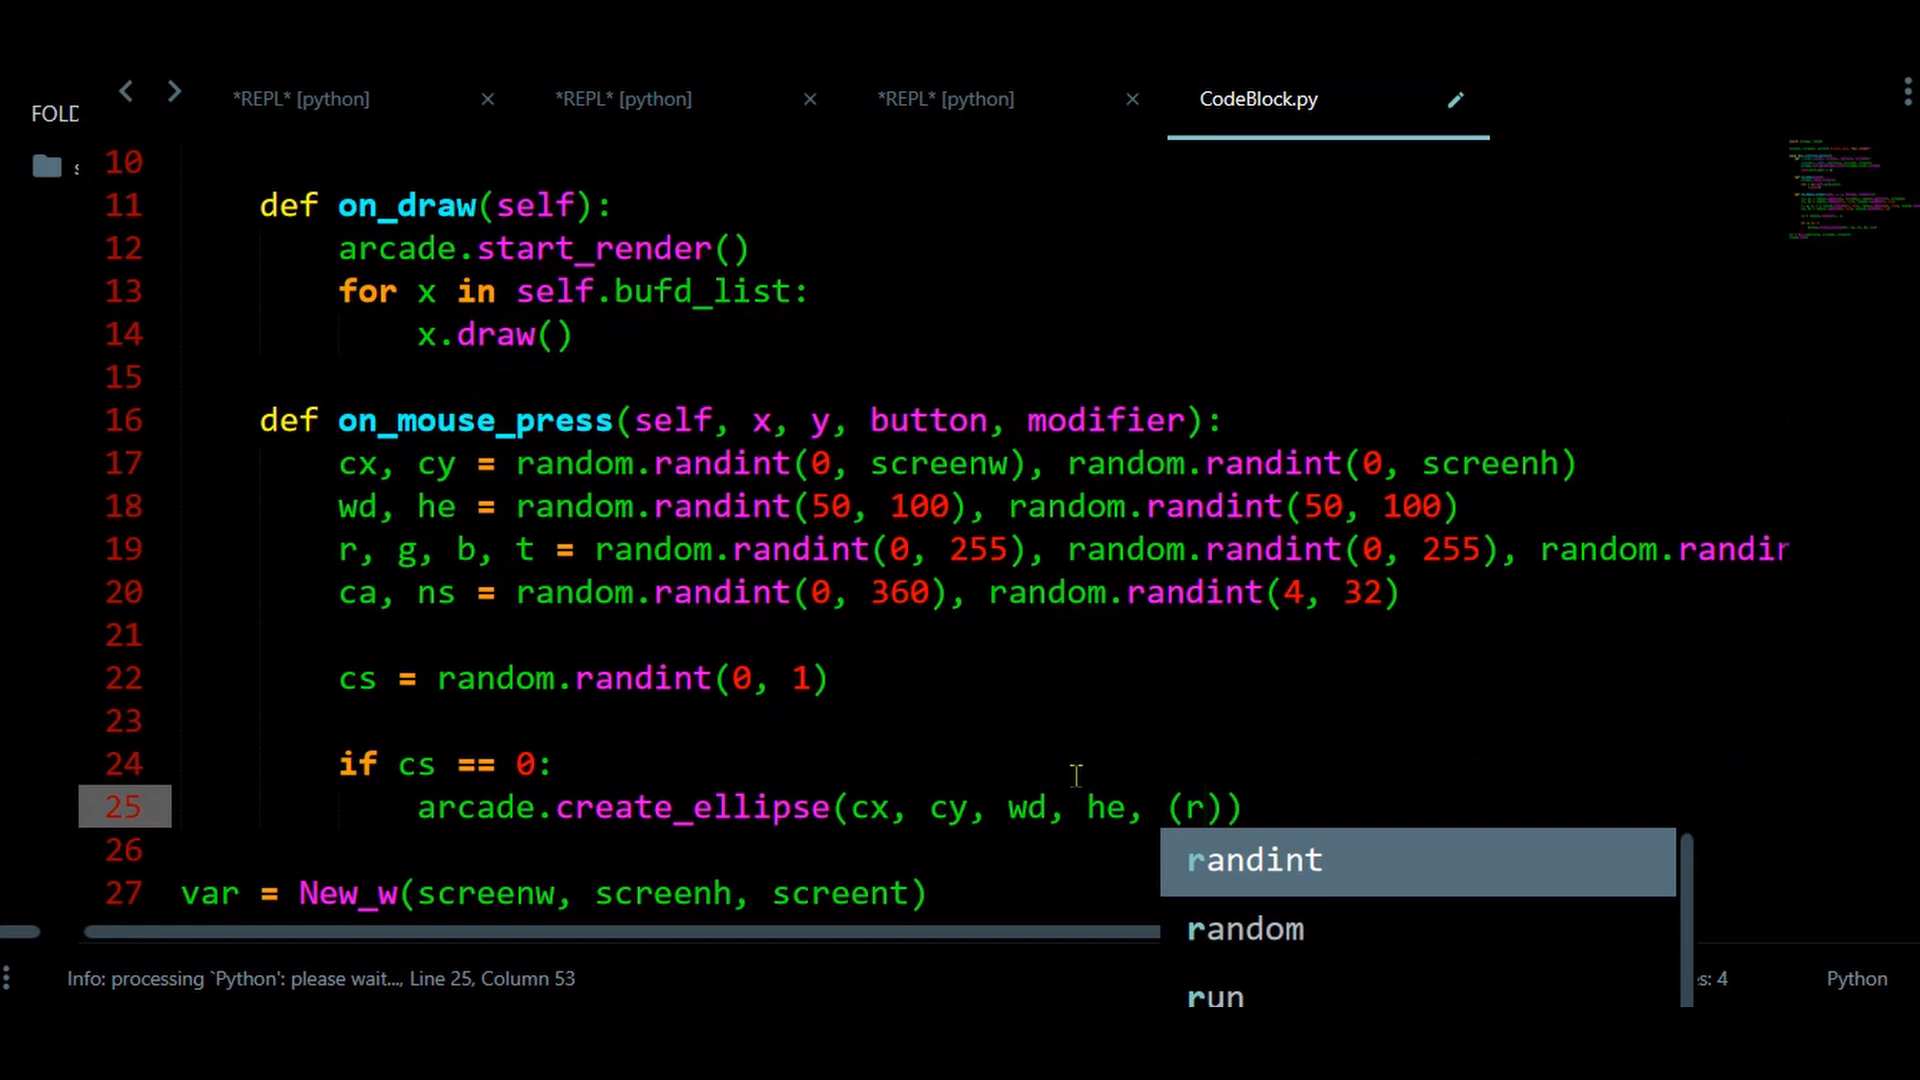 FOLD
*REPL* [python]
*REPL* [python]
*REPL* [python]
CodeBlock.py
10
11 def on_draw(self):
12 arcade.start_render()
13 for x in self.bufd_list:
14 x.draw()
15
16 def on_mouse_press(self, x, y, button, modifier):
17 cx, cy = random.randint(0, screenw), random.randint(0, screenh)
18 wd, he = random.randint(50, 100), random.randint(50, 100)
19 r, g, b, t = random.randint(0, 255), random.randint(0, 255), random.randin
20 ca, ns = random.randint(0, 360), random.randint(4, 32)
21
22 cs = random.randint(0, 1)
23
24 if cs == 0:
25 arcade.create_ellipse(cx, cy, wd, he, (r))
26
27 var = New_w(screenw, screenh, screent)
randint
random
run
Info: processing `Python': please wait..., Line 25, Column 53
s: 4
Python